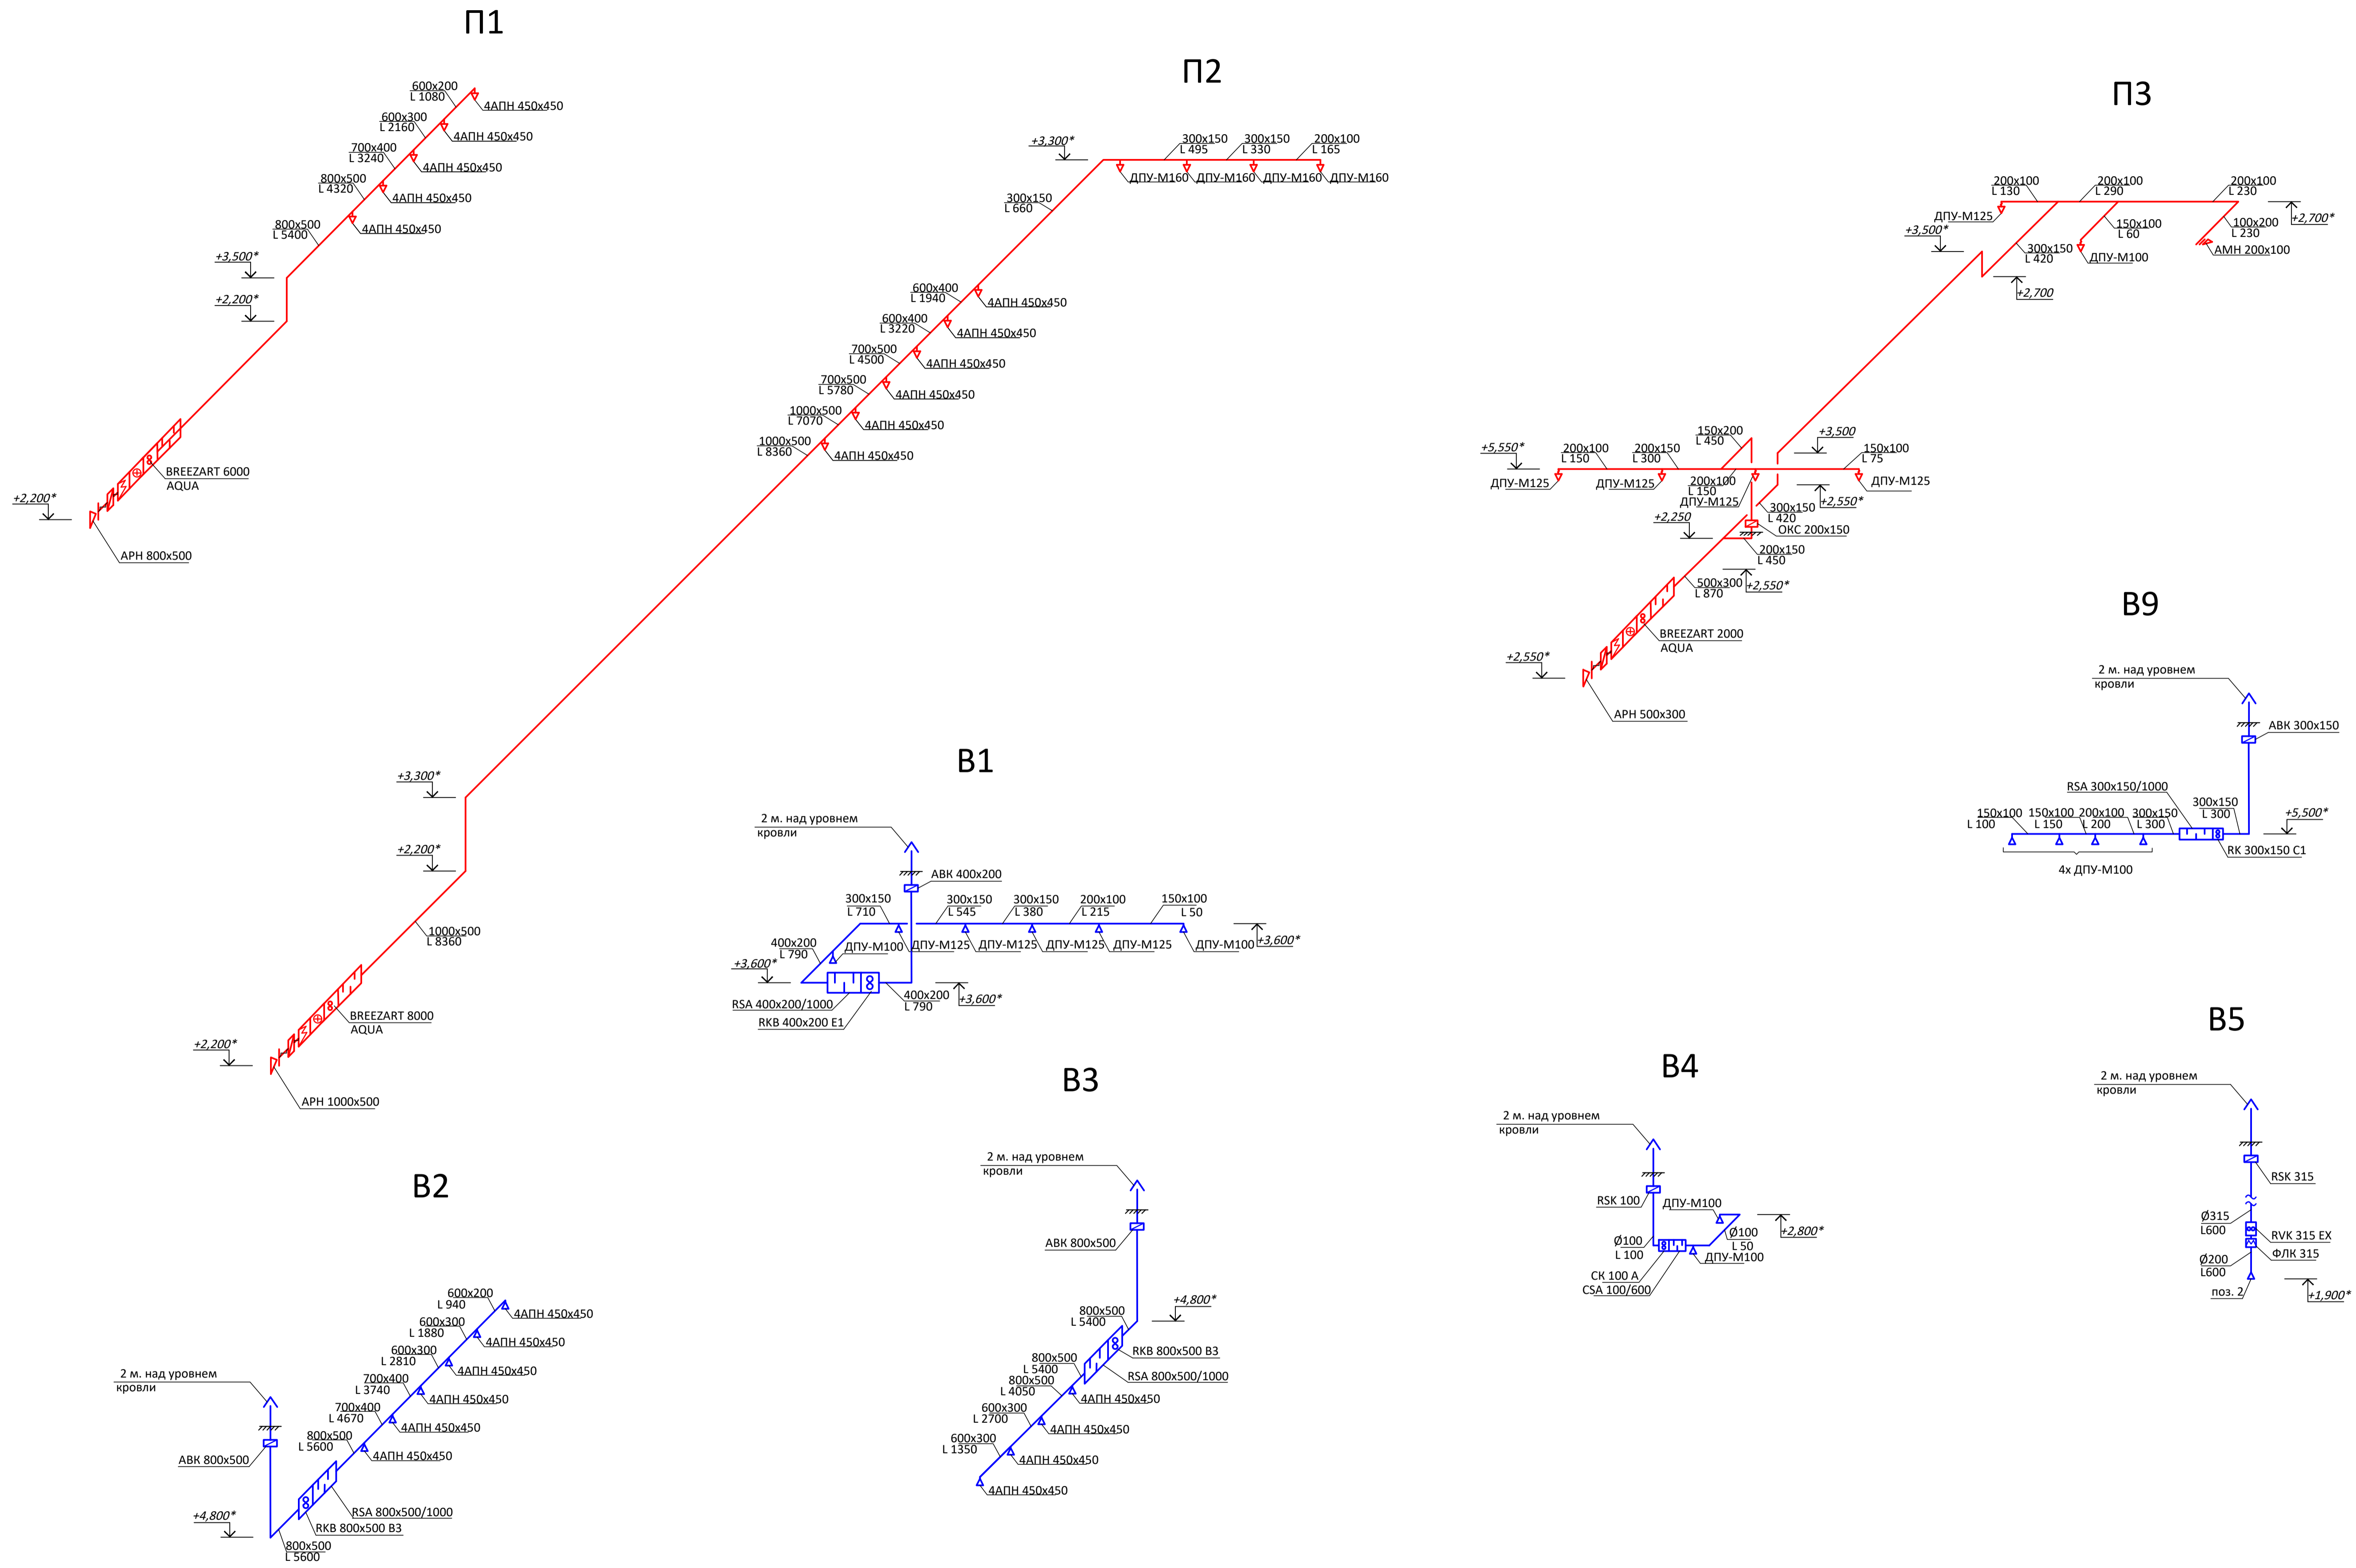 П1
600x200
L 1080
4АПН 450x450
600x300
L 2160
4АПН 450x450
700x400
L 3240
4АПН 450x450
800x500
L 4320
4АПН 450x450
800x500
L 5400
4АПН 450x450
+3,500*
+2,200*
BREEZART 6000
AQUA
+2,200*
АРН 800x500
П2
+3,300*
300x150
L 495
300x150
L 330
200x100
L 165
ДПУ-М160
ДПУ-М160
ДПУ-М160
ДПУ-М160
300x150
L 660
600x400
L 1940
4АПН 450x450
600x400
L 3220
4АПН 450x450
700x500
L 4500
4АПН 450x450
700x500
L 5780
4АПН 450x450
1000x500
L 7070
4АПН 450x450
1000x500
L 8360
4АПН 450x450
+3,300*
+2,200*
1000x500
L 8360
BREEZART 8000
AQUA
+2,200*
АРН 1000x500
П3
200x100
L 130
200x100
L 290
200x100
L 230
ДПУ-М125
+2,700*
150x100
L 60
100x200
L 230
+3,500*
300x150
L 420
ДПУ-М100
АМН 200x100
+2,700
150x200
L 450
+3,500
+5,550*
200x100
L 150
200x150
L 300
150x100
L 75
ДПУ-М125
ДПУ-М125
200x100
L 150
ДПУ-М125
ДПУ-М125
+2,550*
300x150
L 420
+2,250
ОКС 200x150
200x150
L 450
500x300
L 870
+2,550*
BREEZART 2000
AQUA
+2,550*
АРН 500x300
В9
2 м. над уровнем
кровли
АВК 300x150
RSA 300x150/1000
150x100
L 100
150x100
L 150
200x100
L 200
300x150
L 300
300x150
L 300
+5,500*
RK 300x150 C1
4x ДПУ-М100
В1
2 м. над уровнем
кровли
АВК 400x200
300x150
L 710
300x150
L 545
300x150
L 380
200x100
L 215
150x100
L 50
400x200
L 790
ДПУ-М100
ДПУ-М125
ДПУ-М125
ДПУ-М125
ДПУ-М125
ДПУ-М100
+3,600*
+3,600*
RSA 400x200/1000
400x200
L 790
+3,600*
RKB 400x200 E1
В3
2 м. над уровнем
кровли
АВК 800x500
+4,800*
800x500
L 5400
RKB 800x500 B3
800x500
L 5400
RSA 800x500/1000
800x500
L 4050
4АПН 450x450
600x300
L 2700
4АПН 450x450
600x300
L 1350
4АПН 450x450
4АПН 450x450
В4
2 м. над уровнем
кровли
RSK 100
ДПУ-М100
+2,800*
Ø100
L 100
Ø100
L 50
ДПУ-М100
СК 100 А
CSA 100/600
В5
2 м. над уровнем
кровли
RSK 315
Ø315
L600
RVK 315 EX
ФЛК 315
Ø200
L600
поз. 2
+1,900*
В2
600x200
L 940
4АПН 450x450
600x300
L 1880
4АПН 450x450
600x300
L 2810
4АПН 450x450
700x400
L 3740
4АПН 450x450
700x400
L 4670
4АПН 450x450
800x500
L 5600
4АПН 450x450
2 м. над уровнем
кровли
АВК 800x500
RSA 800x500/1000
+4,800*
RKB 800x500 B3
800x500
L 5600